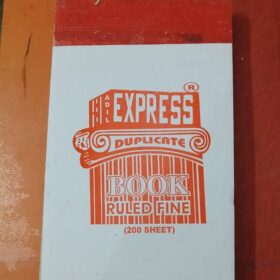 ADIL
EXPRESS ®
DUPLICATE
BOOK
RULED FINE
(200 SHEET)